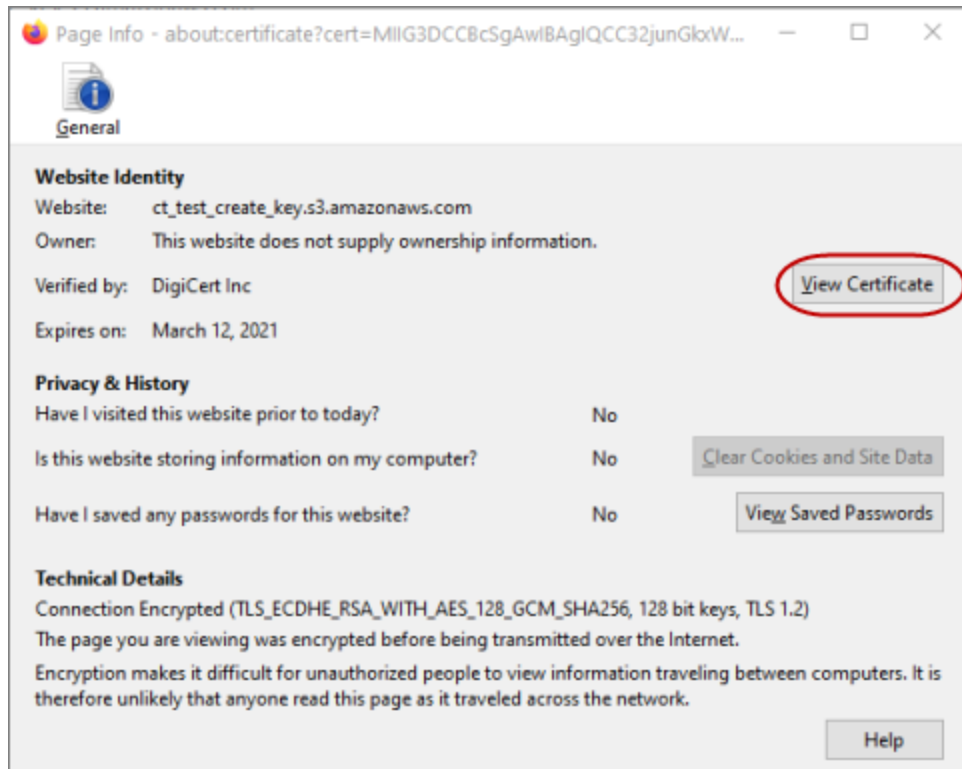 Page Info - about:certificate?cert=MIIG3DCCBcSgAwIBAgIQCC32junGkxW...
General
Website Identity
Website: ct_test_create_key.s3.amazonaws.com
Owner: This website does not supply ownership information.
Verified by: DigiCert Inc
View Certificate
Expires on: March 12, 2021
Privacy & History
Have I visited this website prior to today? No
Is this website storing information on my computer? No Clear Cookies and Site Data
Have I saved any passwords for this website? No View Saved Passwords
Technical Details
Connection Encrypted (TLS_ECDHE_RSA_WITH_AES_128_GCM_SHA256, 128 bit keys, TLS 1.2)
The page you are viewing was encrypted before being transmitted over the Internet.
Encryption makes it difficult for unauthorized people to view information traveling between computers. It is
therefore unlikely that anyone read this page as it traveled across the network.
Help